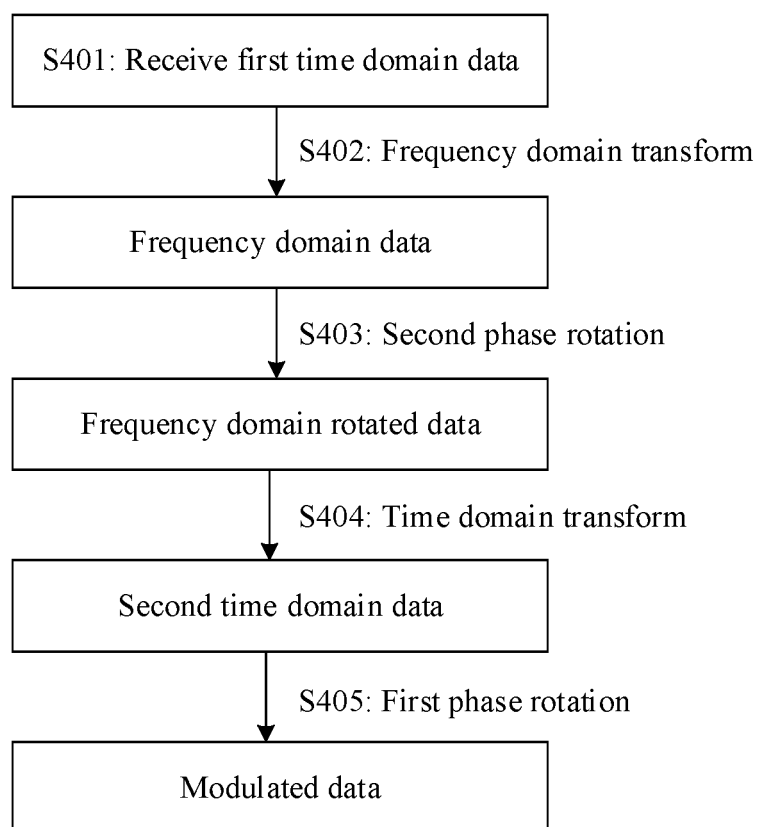 S401: Receive first time domain data
S402: Frequency domain transform
Frequency domain data
S403: Second phase rotation
Frequency domain rotated data
S404: Time domain transform
Second time domain data
S405: First phase rotation
Modulated data